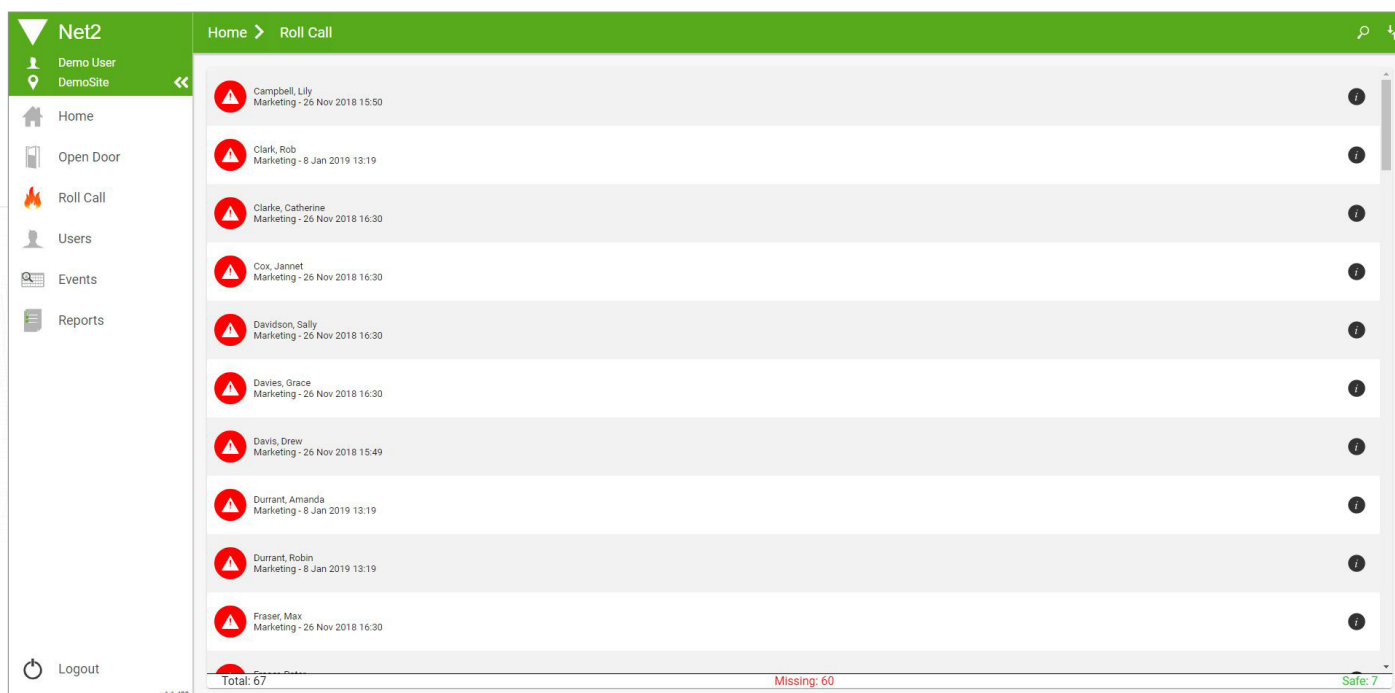 Net2
Demo User
DemoSite
Home
Open Door
Roll Call
Users
Events
Reports
Logout
Home Roll Call
Campbell, Lily
Marketing - 26 Nov 2018 15:50
Clark, Rob
Marketing - 8 Jan 2019 13:19
Clarke, Catherine
Marketing - 26 Nov 2018 16:30
Cox, Jannet
Marketing - 26 Nov 2018 16:30
Davidson, Sally
Marketing - 26 Nov 2018 16:30
Davies, Grace
Marketing - 26 Nov 2018 16:30
Davis, Drew
Marketing - 26 Nov 2018 15:49
Durrant, Amanda
Marketing - 8 Jan 2019 13:19
Durrant, Robin
Marketing - 8 Jan 2019 13:19
Fraser, Max
Marketing - 26 Nov 2018 16:30
Total: 67 Missing: 60 Safe: 7